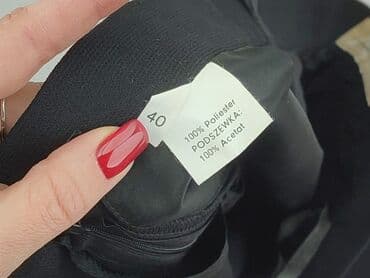 40
100% Poliester
PODSZEWKA:
100% Acetat